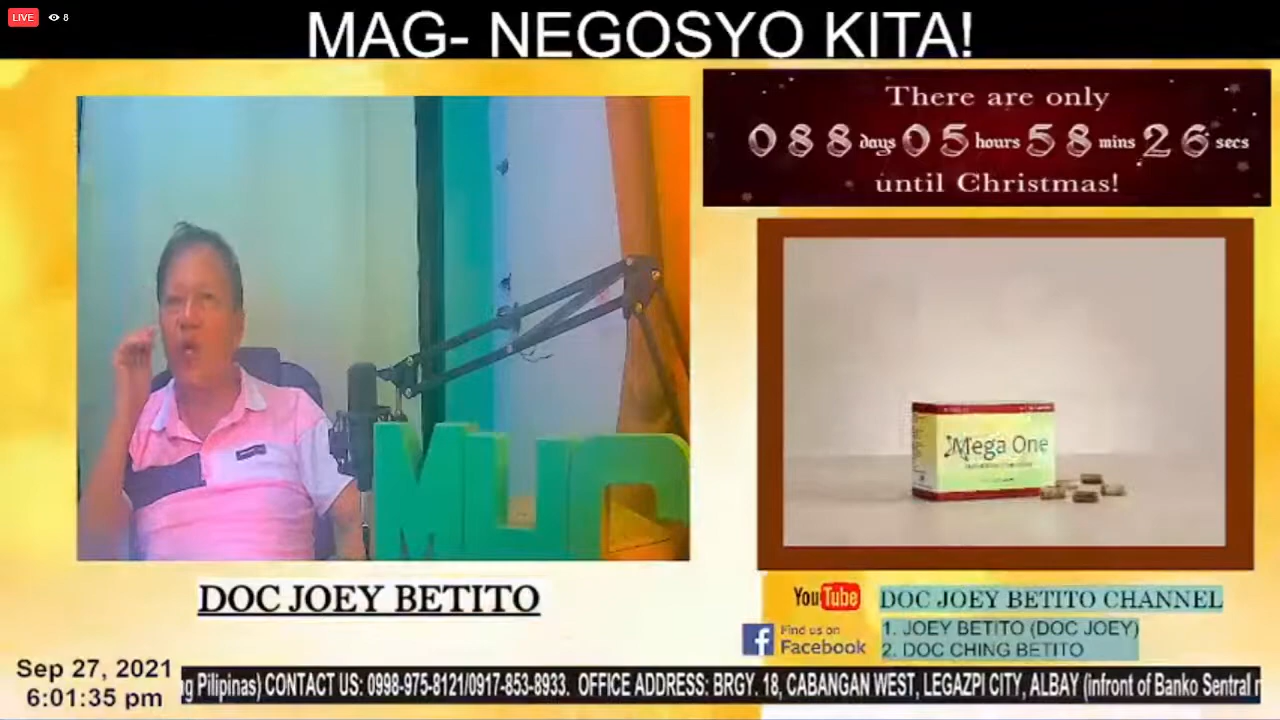 LIVE 8
MAG- NEGOSYO KITA!
There are only
088 days 05 hours 58 mins 26 secs
until Christmas!
Mega One
DOC JOEY BETITO
YouTube DOC JOEY BETITO CHANNEL
Find us on
Facebook
1. JOEY BETITO (DOC JOEY)
2. DOC CHING BETITO
Sep 27, 2021
6:01:35 pm
g Pilipinas) CONTACT US: 0998-975-8121/0917-853-8933. OFFICE ADDRESS: BRGY. 18, CABANGAN WEST, LEGAZPI CITY, ALBAY (infront of Banko Sentral